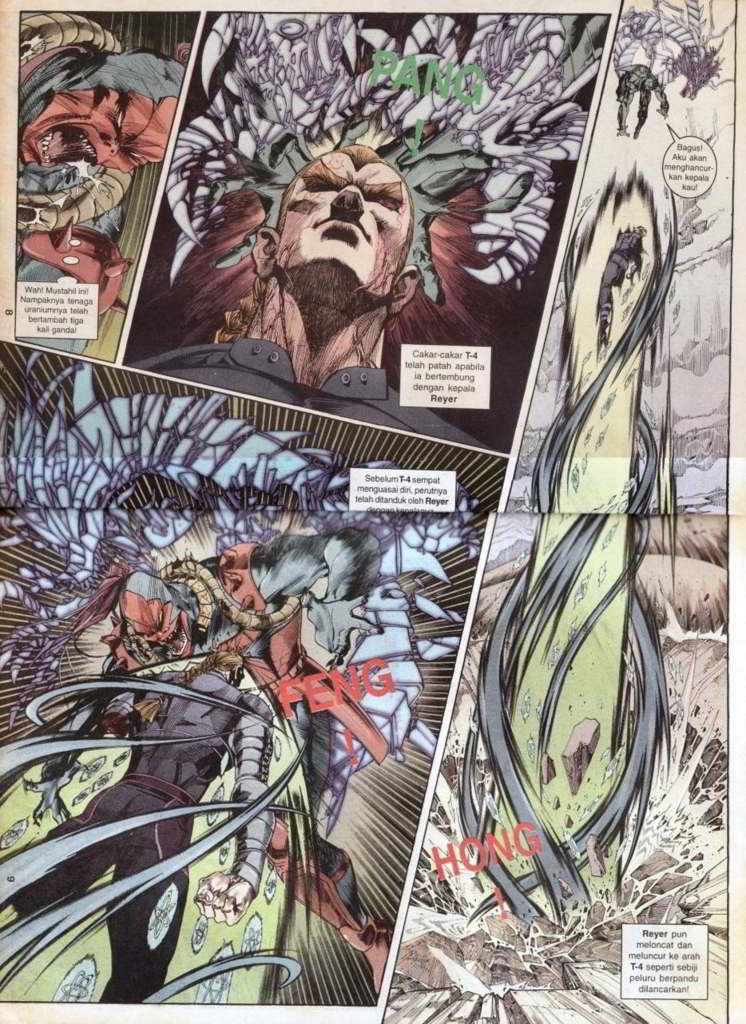 Wah! Mustahil ini!
Nampaknya tenaga
uraniumnya telah
bertambah tiga
kali ganda!
8
PANG
!
Cakar-cakar T-4
telah patah apabila
ia bertembung
dengan kepala
Reyer
Bagus!
Aku akan
menghancur-
kan kepala
kau!
Sebelum T-4 sempat
menguasai diri, perutnya
telah ditanduk oleh Reyer
dengan kepalanya
FENG
!
9
HONG
!
Reyer pun
meloncat dan
meluncur ke arah
T-4 seperti sebiji
peluru berpandu
dilancarkan!